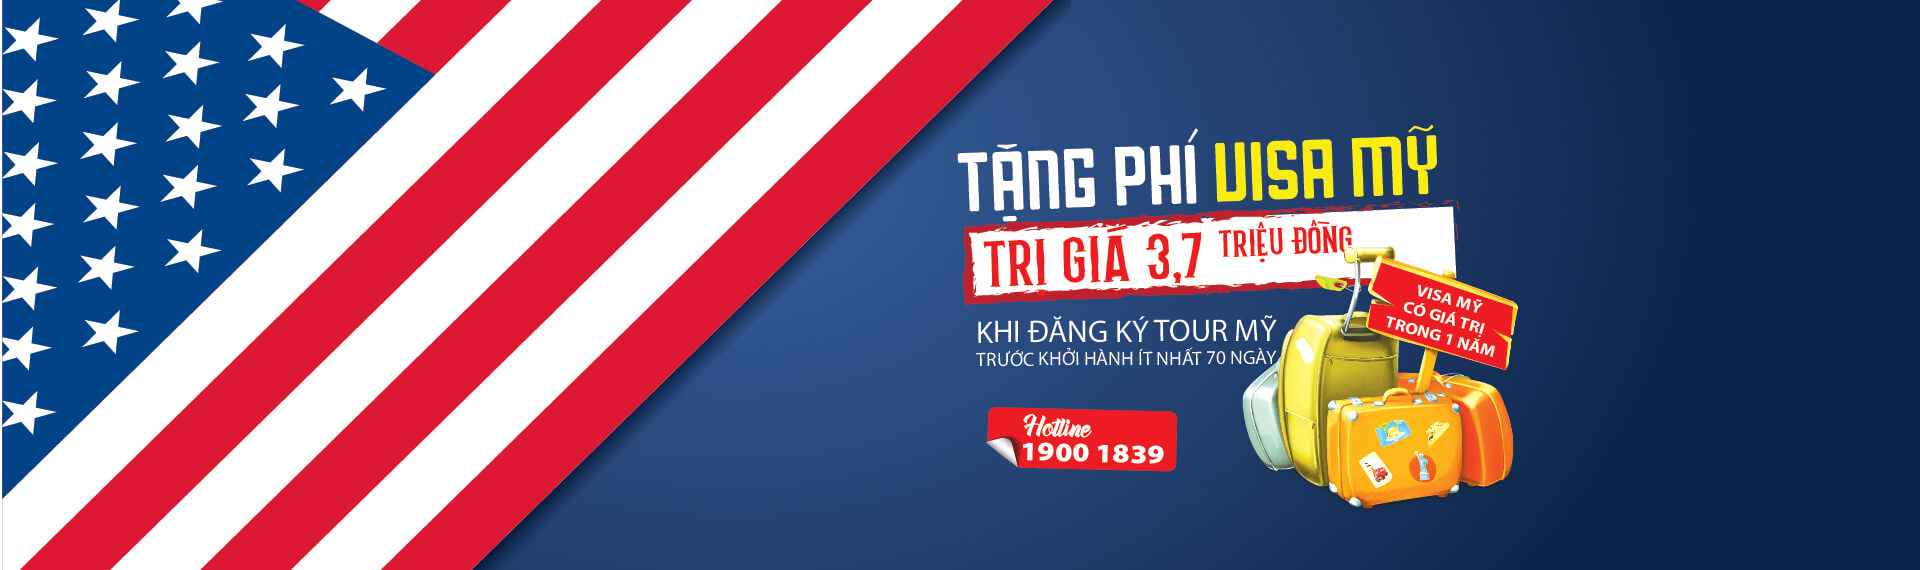 TẶNG PHÍ VISA MỸ
TRỊ GIÁ 3,7 TRIỆU ĐỒNG
KHI ĐĂNG KÝ TOUR MỸ
TRƯỚC KHỞI HÀNH ÍT NHẤT 70 NGÀY
VISA MỸ
CÓ GIÁ TRỊ
TRONG 1 NĂM
Hotline
1900 1839